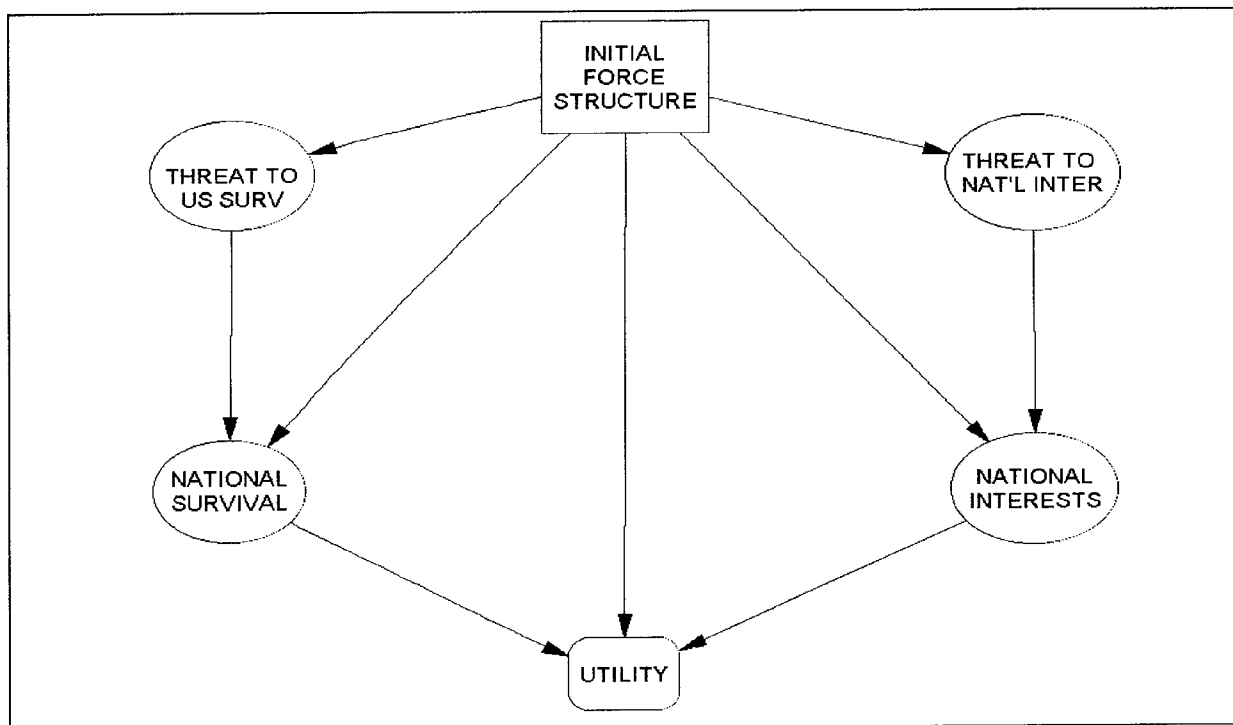 INITIAL
FORCE
STRUCTURE
THREAT TO
US SURV
THREAT TO
NAT'L INTER
NATIONAL
SURVIVAL
NATIONAL
INTERESTS
UTILITY